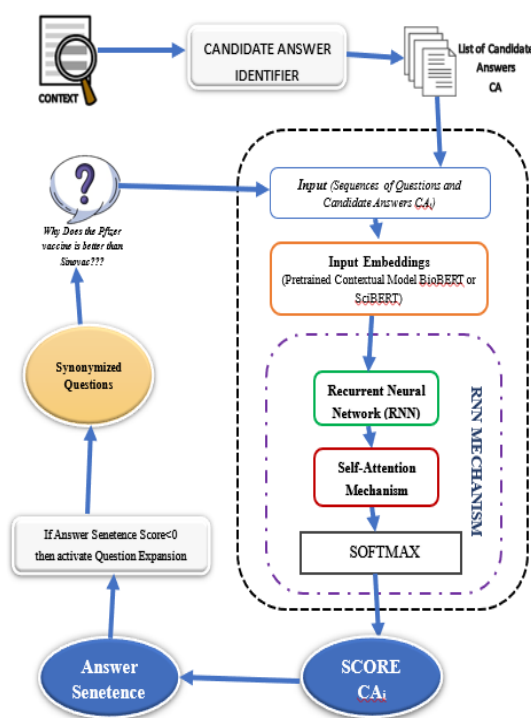 CONTEXT
CANDIDATE ANSWER
IDENTIFIER
List of Candidate
Answers
CA
?
Why Does the Pfizer
vaccine is better than
Sinovac???
Input (Sequences of Questions and
Candidate Answers CAi)
Input Embeddings
(Pretrained Contextual Model BioBERT or
SciBERT)
Synonymized
Questions
Recurrent Neural
Network (RNN)
Self-Attention
Mechanism
RNN MECHANISM
SOFTMAX
If Answer Senetence Score<0
then activate Question Expansion
Answer
Senetence
SCORE
CAi